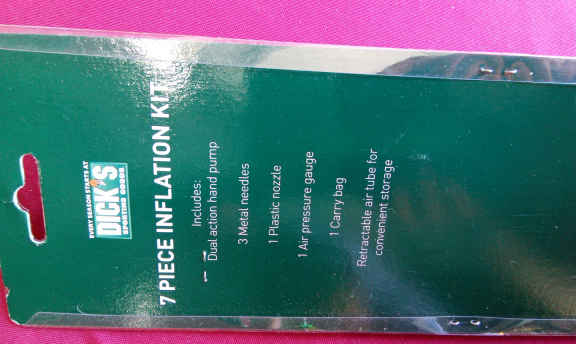 EVERY SEASON STARTS AT
DICK'S
SPORTING GOODS
7 PIECE INFLATION KIT
Includes:
1 Dual action hand pump
3 Metal needles
1 Plastic nozzle
1 Air pressure gauge
1 Carry bag
Retractable air tube for
convenient storage